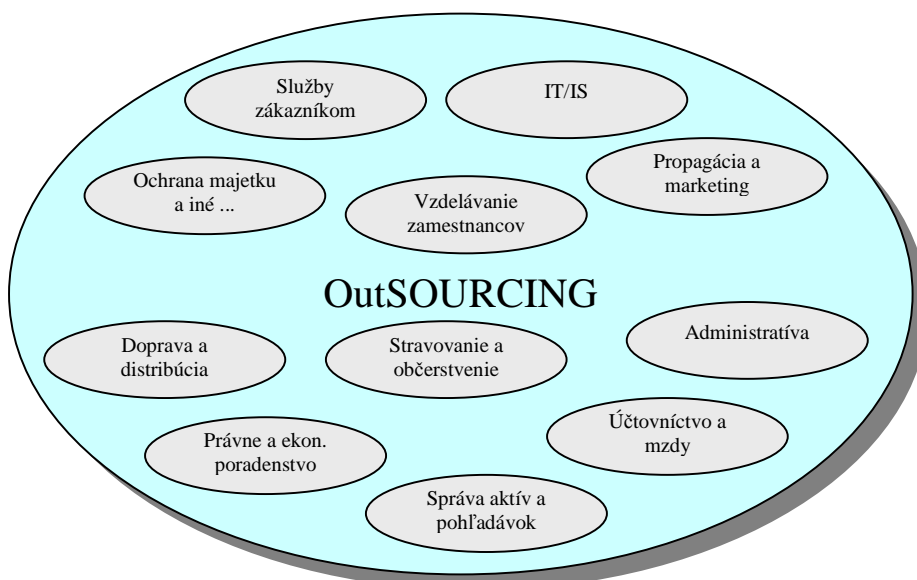 Služby
zákazníkom
IT/IS
Propagácia a
marketing
Ochrana majetku
a iné ...
Vzdelávanie
zamestnancov
OutSOURCING
Doprava a
distribúcia
Stravovanie a
občerstvenie
Administratíva
Účtovníctvo a
mzdy
Právne a ekon.
poradenstvo
Správa aktív a
pohľadávok